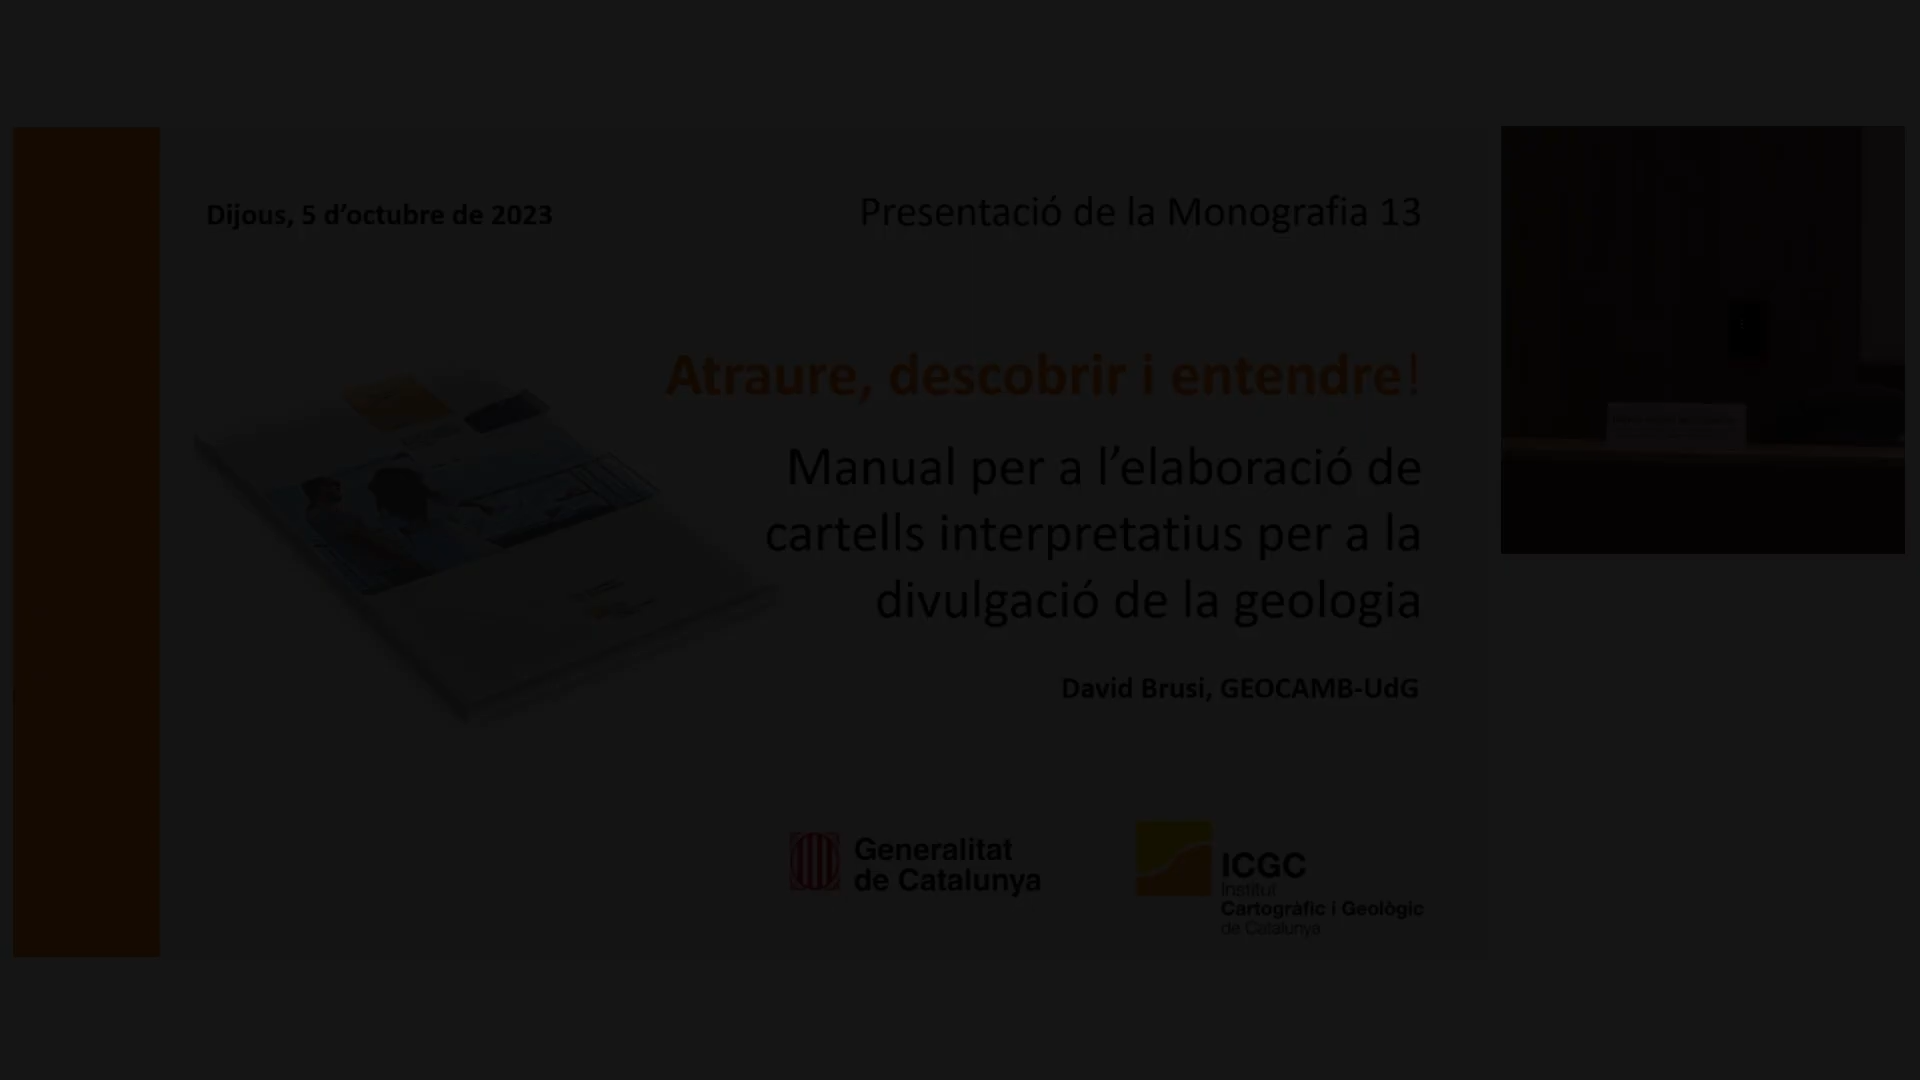 Dijous, 5 d’octubre de 2023
Presentació de la Monografia 13
Atraure, descobrir i entendre!
Manual per a l’elaboració de
cartells interpretatius per a la
divulgació de la geologia
David Brusi, GEOCAMB-UdG
Generalitat
de Catalunya
ICGC
Institut
Cartogràfic i Geològic
de Catalunya